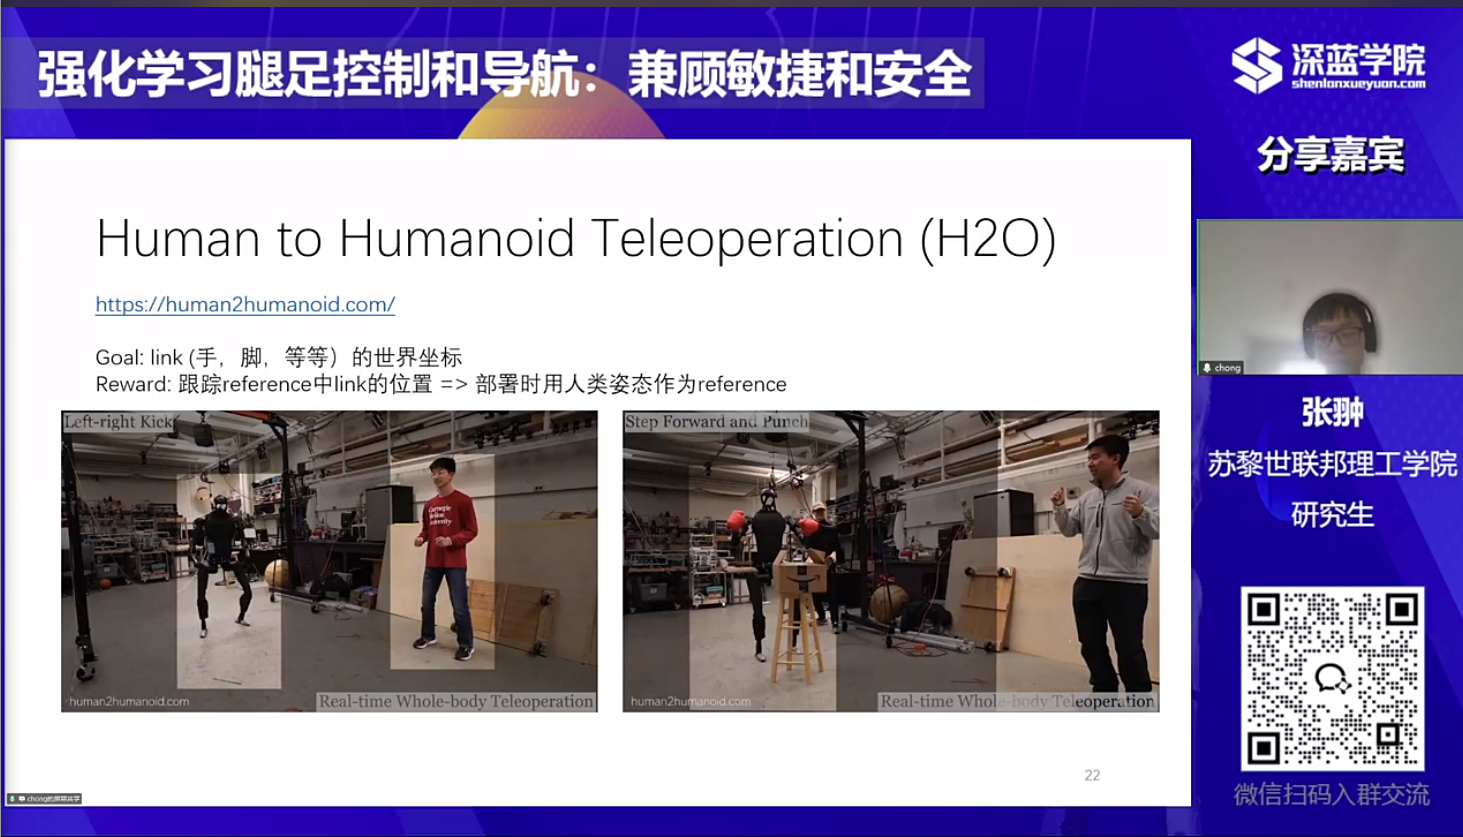 强化学习腿足控制和导航：兼顾敏捷和安全
深蓝学院
shenlanxueyuan.com
分享嘉宾
Human to Humanoid Teleoperation (H2O)
https://human2humanoid.com/
Goal: link (手，脚，等等）的世界坐标
Reward: 跟踪reference中link的位置 => 部署时用人类姿态作为reference
Left-right Kick
Carnegie
Mellon
University
human2humanoid.com
Real-time Whole-body Teleoperation
Step Forward and Punch
human2humanoid.com
Real-time Whole-body Teleoperation
22
chong
张翀
苏黎世联邦理工学院
研究生
微信扫码入群交流
chong的屏幕共享